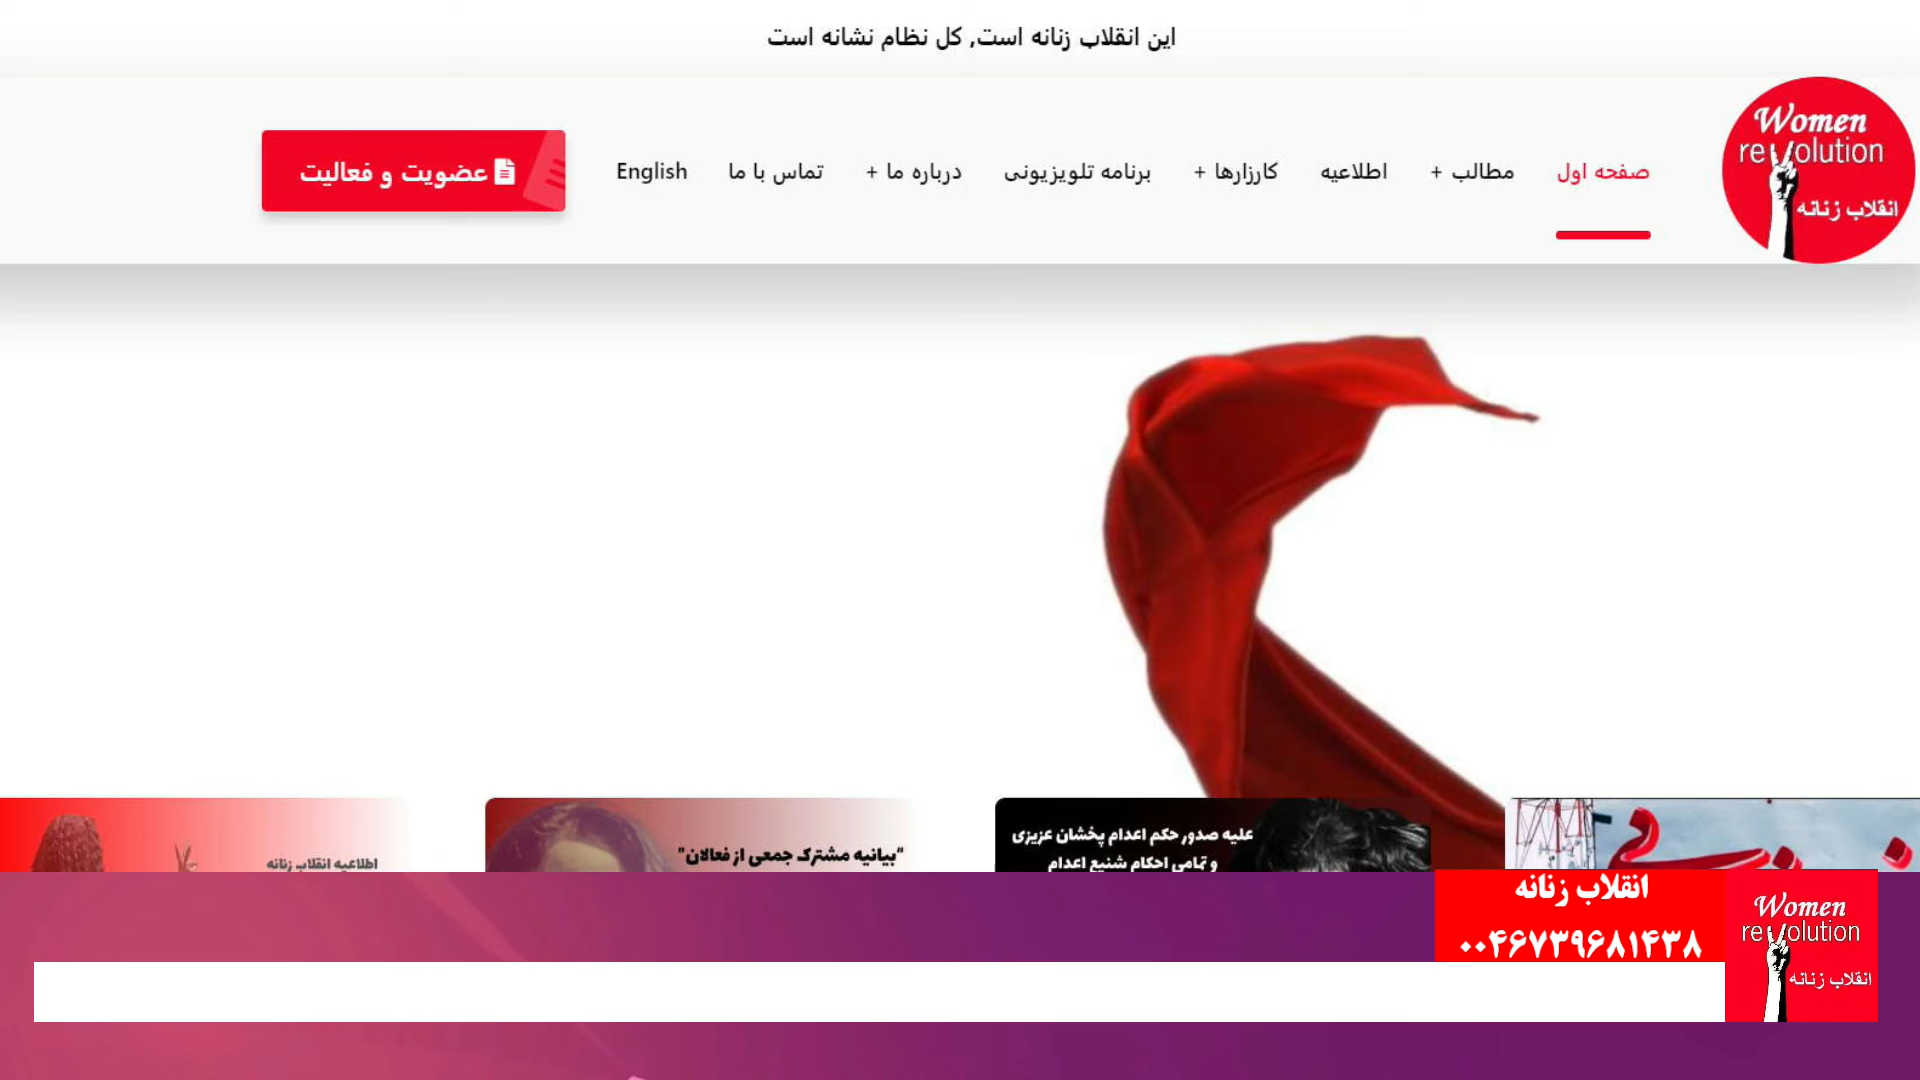 این انقلاب زنانه است, کل نظام نشانه است
Women
revolution
انقلاب زنانه
صفحه اول
مطالب +
اطلاعیه
کارزارها +
برنامه تلویزیونی
درباره ما +
تماس با ما
English
عضویت و فعالیت
علیه صدور حکم اعدام پخشان عزیزی
و تمامی احکام شنیع اعدام
"بیانیه مشترک جمعی از فعالان"
اطلاعیه انقلاب زنانه
انقلاب زنانه
۰۰۴۶۷۳۹۶۸۱۴۳۸
Women
revolution
انقلاب زنانه